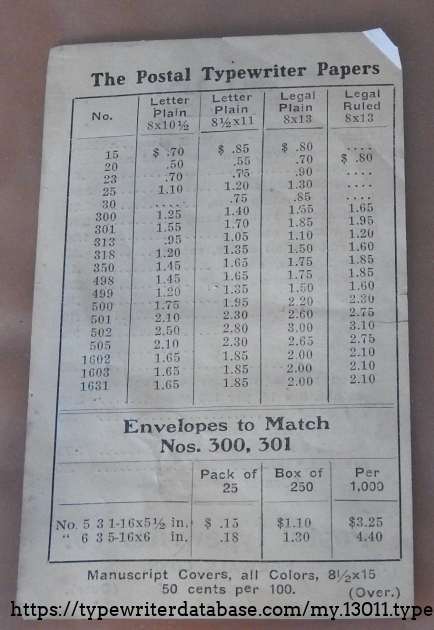 The Postal Typewriter Papers
No. Letter Plain 8x10½ Letter Plain 8½x11 Legal Plain 8x13 Legal Ruled 8x13
15 $ .70 $ .85 $ .80 ....
20 .50 .55 .70 $ .80
23 .70 .75 .90 ....
25 1.10 1.20 1.30 ....
30 ..... .75 .85 ....
300 1.25 1.40 1.55 1.65
301 1.55 1.70 1.85 1.95
313 .95 1.05 1.10 1.20
318 1.20 1.35 1.50 1.60
350 1.45 1.65 1.75 1.85
498 1.45 1.65 1.75 1.85
499 1.20 1.35 1.50 1.60
500 1.75 1.95 2.20 2.30
501 2.10 2.30 2.60 2.75
502 2.50 2.80 3.00 3.10
505 2.10 2.30 2.65 2.75
1602 1.65 1.85 2.00 2.10
1603 1.65 1.85 2.00 2.10
1631 1.65 1.85 2.00 2.10
Envelopes to Match
Nos. 300, 301
Pack of 25 Box of 250 Per 1,000
No. 5 3 1-16x5½ in. $ .15 $1.10 $3.25
" 6 3 5-16x6 in. .18 1.30 4.40
Manuscript Covers, all Colors, 8½x15
50 cents per 100.
(Over.)
https://typewriterdatabase.com/my.13011.type